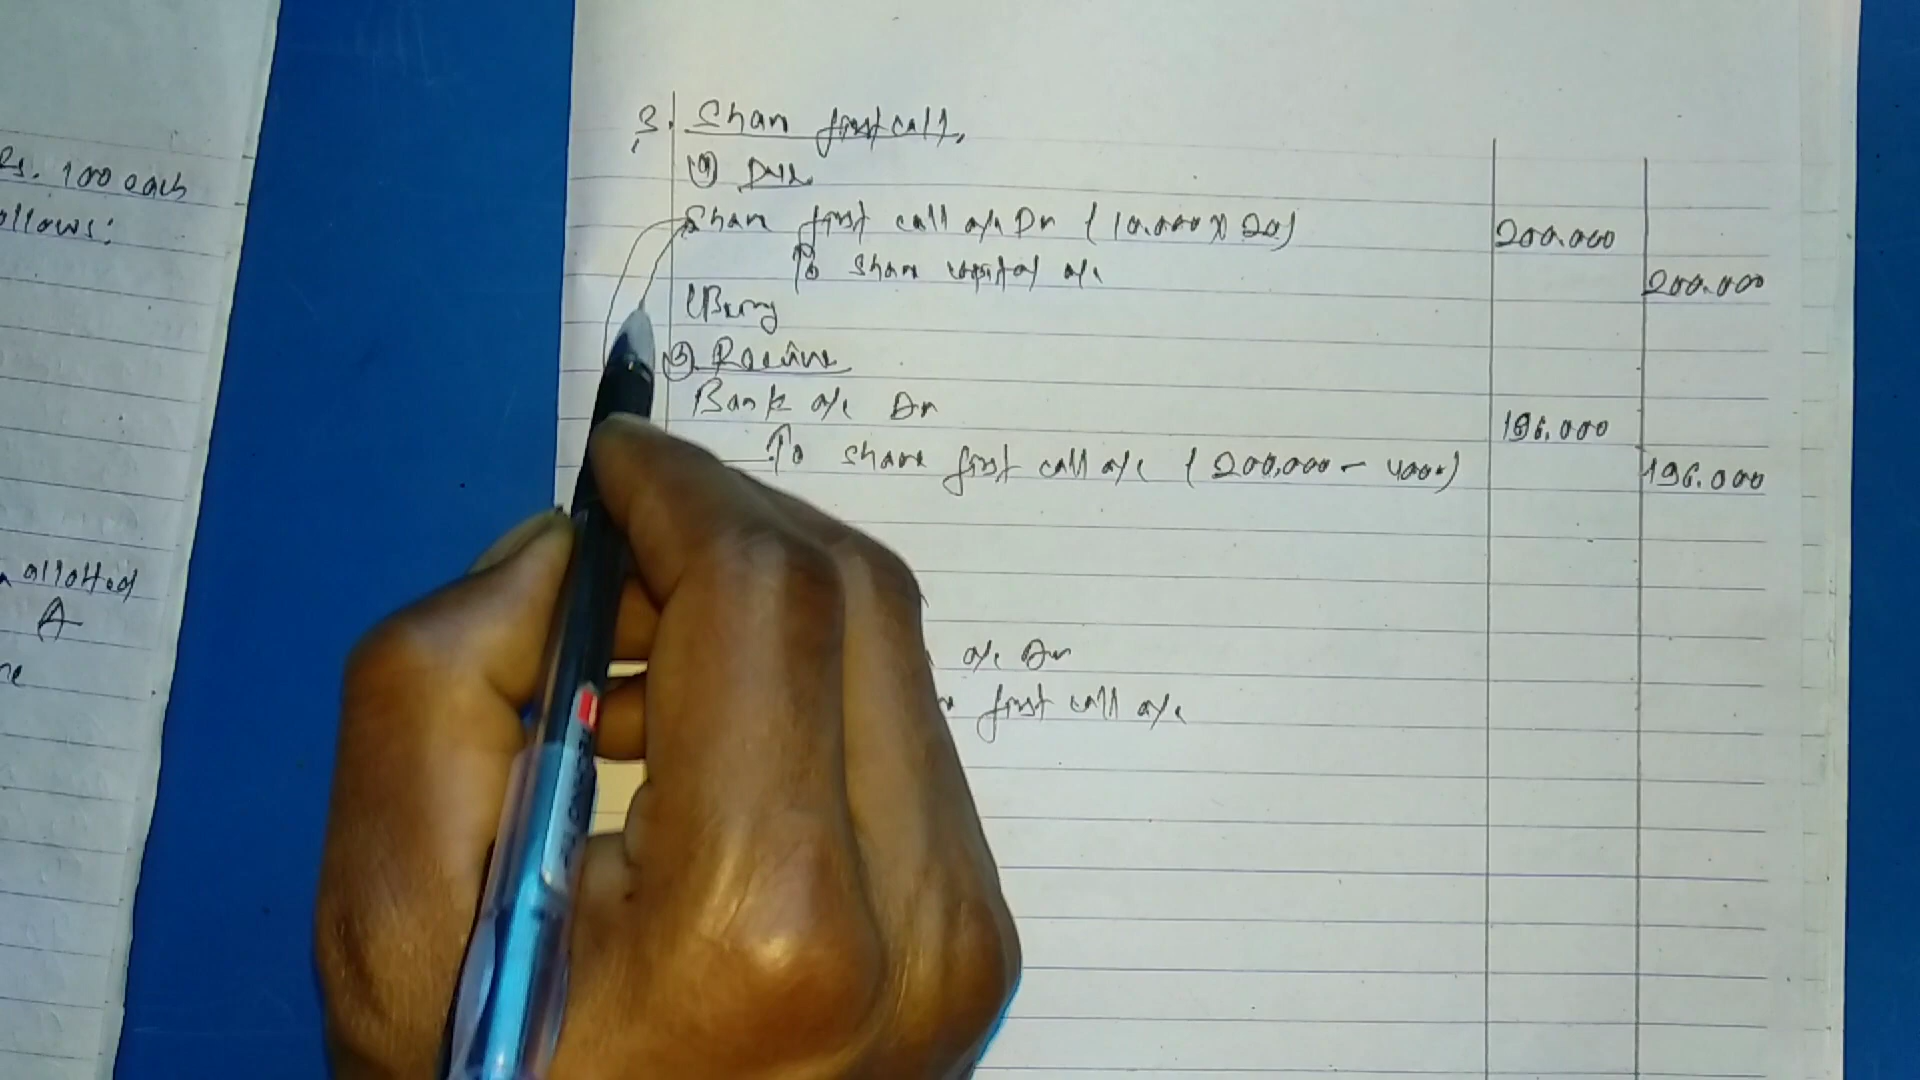 Rs. 100 each
ollows:
allotted
A
re
3. Share first call,
(a) Due
Share first call a/c Dr (10,000 x 20) 200,000
To share capital a/c 200,000
(Being
(b) Receive
Bank a/c Dr 196,000
To share first call a/c (200,000 - 4000) 196,000
a/c Dr
first call a/c